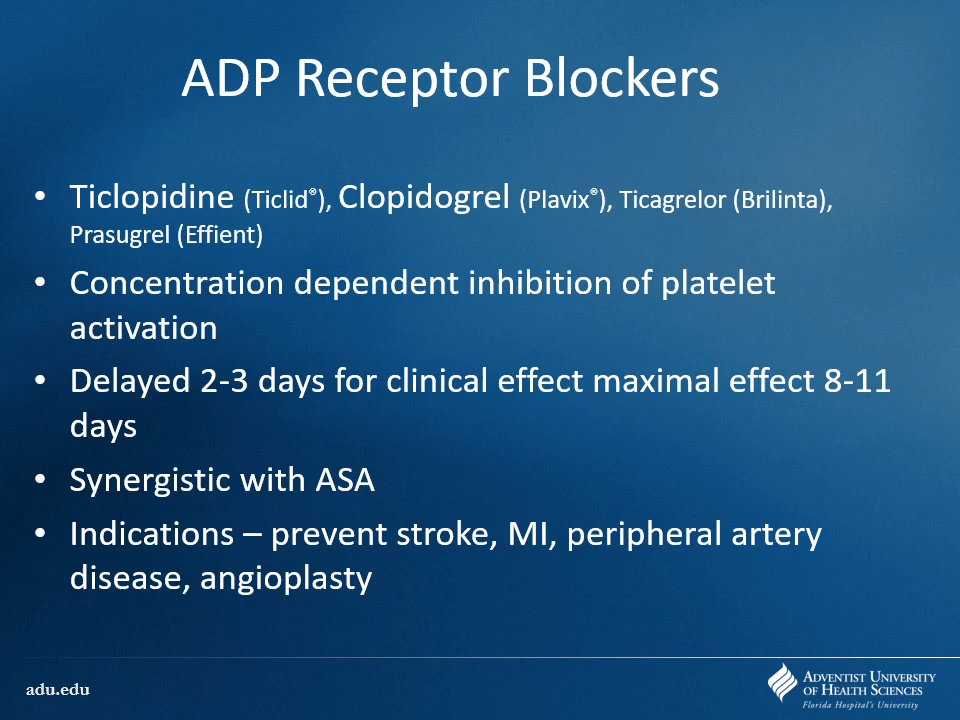 ADP Receptor Blockers
• Ticlopidine (Ticlid®), Clopidogrel (Plavix®), Ticagrelor (Brilinta),
Prasugrel (Effient)
• Concentration dependent inhibition of platelet
activation
• Delayed 2-3 days for clinical effect maximal effect 8-11
days
• Synergistic with ASA
• Indications – prevent stroke, MI, peripheral artery
disease, angioplasty
adu.edu
Adventist University
of Health Sciences
Florida Hospital's University